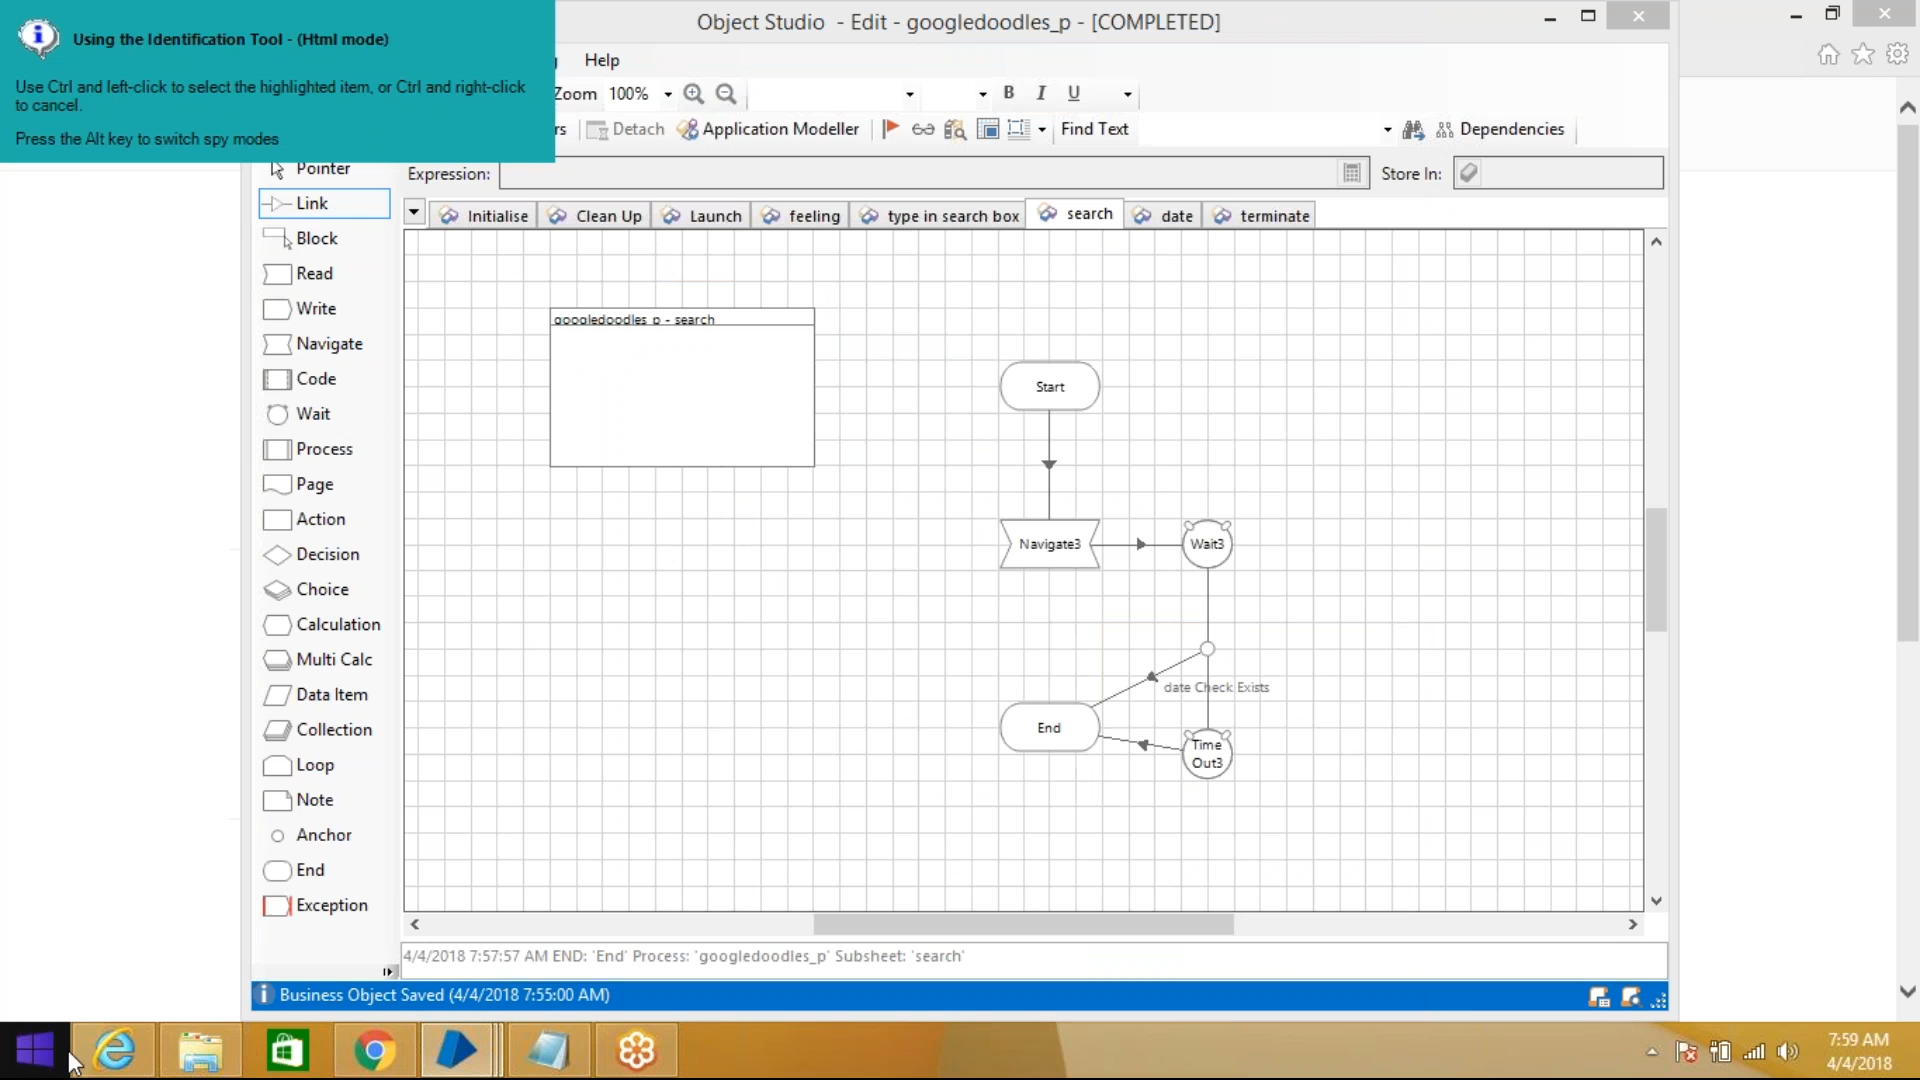 Using the Identification Tool - (Html mode)
Use Ctrl and left-click to select the highlighted item, or Ctrl and right-click
to cancel.
Press the Alt key to switch spy modes
Object Studio - Edit - googledoodles_p - [COMPLETED]
Help
Zoom 100%
B I U
Detach Application Modeller Find Text Dependencies
Expression: Store In:
Initialise Clean Up Launch feeling type in search box search date terminate
Pointer
Link
Block
Read
Write
Navigate
Code
Wait
Process
Page
Action
Decision
Choice
Calculation
Multi Calc
Data Item
Collection
Loop
Note
Anchor
End
Exception
googledoodles_p - search
Start
Navigate3
Wait3
date Check Exists
End
Time
Out3
4/4/2018 7:57:57 AM END: 'End' Process: 'googledoodles_p' Subsheet: 'search'
Business Object Saved (4/4/2018 7:55:00 AM)
7:59 AM
4/4/2018